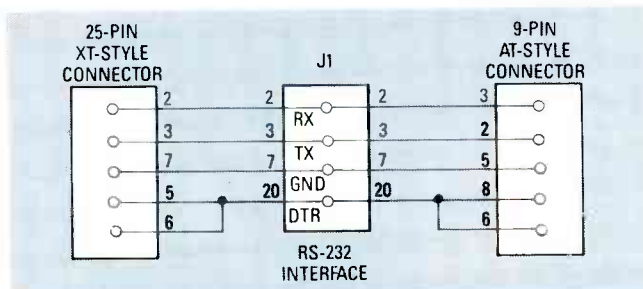 25-PIN
XT-STYLE
CONNECTOR
J1
9-PIN
AT-STYLE
CONNECTOR
2 2 2 3
RX
3 3 3 2
TX
7 7 7 5
GND
5 20 20 8
DTR
6 6
RS-232
INTERFACE